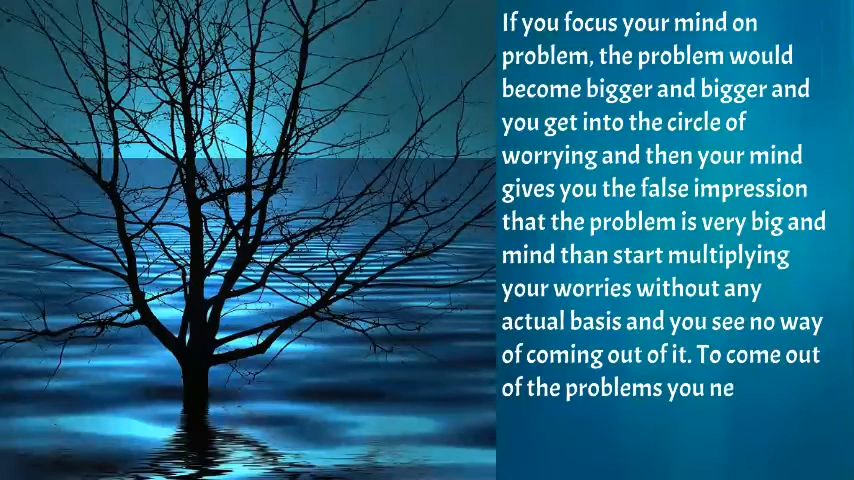 If you focus your mind on
problem, the problem would
become bigger and bigger and
you get into the circle of
worrying and then your mind
gives you the false impression
that the problem is very big and
mind than start multiplying
your worries without any
actual basis and you see no way
of coming out of it. To come out
of the problems you ne